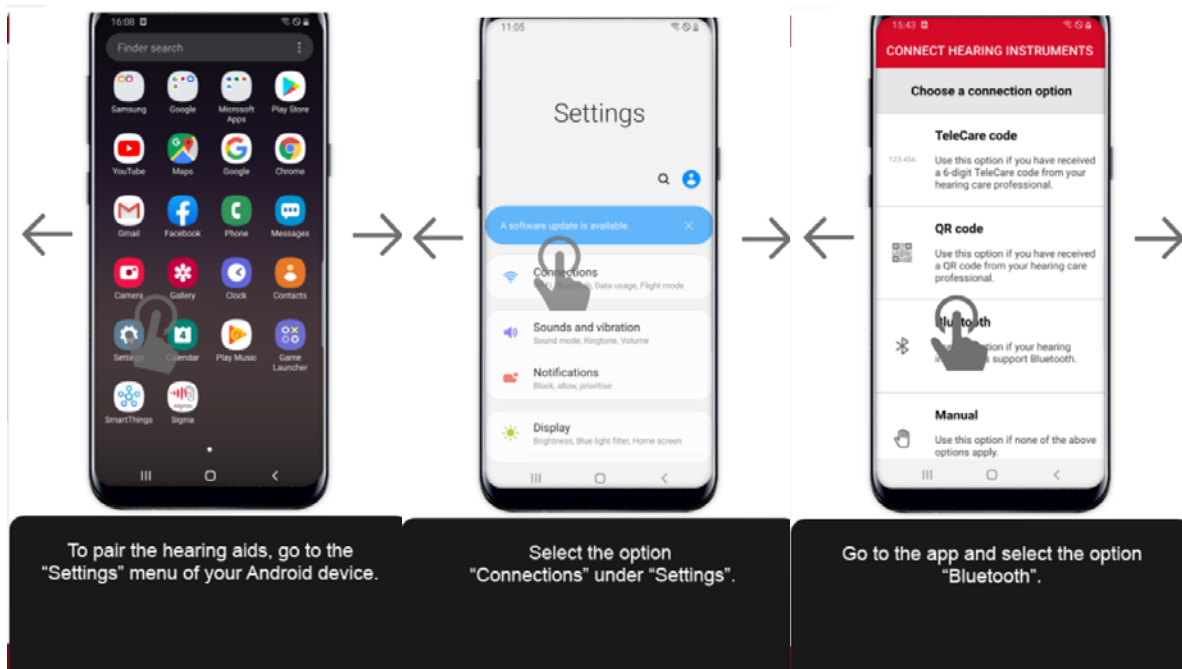 16:08
Finder search
Samsung Google Microsoft Apps Play Store
YouTube Maps Google Chrome
Gmail Facebook Phone Messages
Camera Gallery Clock Contacts
Settings Calendar Play Music Game Launcher
SmartThings Signia
To pair the hearing aids, go to the
“Settings” menu of your Android device.
11:05
Settings
A software update is available.
Connections
Data usage, Flight mode
Sounds and vibration
Sound mode, Ringtone, Volume
Notifications
Block, allow, prioritise
Display
Brightness, Blue light filter, Home screen
Select the option
“Connections” under “Settings”.
15:43
CONNECT HEARING INSTRUMENTS
Choose a connection option
TeleCare code
123-456
Use this option if you have received
a 6-digit TeleCare code from your
hearing care professional.
QR code
Use this option if you have received
a QR code from your hearing care
professional.
Bluetooth
option if your hearing
support Bluetooth.
Manual
Use this option if none of the above
options apply.
Go to the app and select the option
“Bluetooth”.